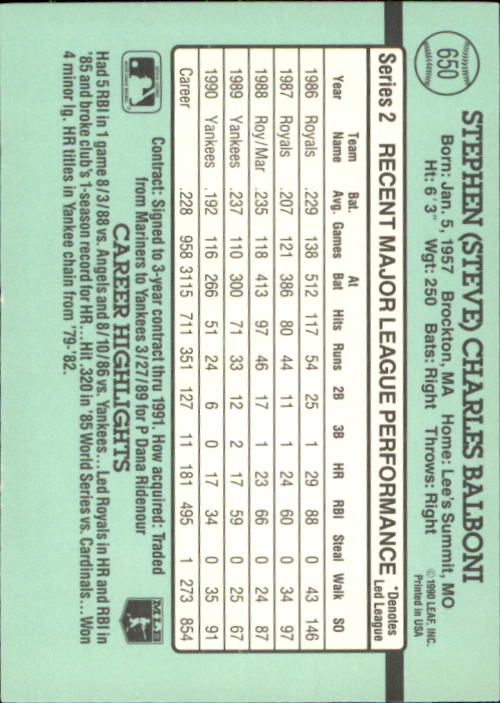 650
STEPHEN (STEVE) CHARLES BALBONI
Born: Jan. 5, 1957 Brockton, MA Home: Lee's Summit, MO
Ht: 6' 3" Wgt: 250 Bats: Right Throws: Right
©1990 LEAF, INC.
Printed in USA
Series 2 RECENT MAJOR LEAGUE PERFORMANCE *Denotes Led League
Year Team Name Bat. Avg. Games At Bat Hits Runs 2B 3B HR RBI Steal Walk SO
1986 Royals .229 138 512 117 54 25 1 29 88 0 43 146
1987 Royals .207 121 386 80 44 11 1 24 60 0 34 97
1988 Roy/Mar .235 118 413 97 46 17 1 23 66 0 24 87
1989 Yankees .237 110 300 71 33 12 2 17 59 0 25 67
1990 Yankees .192 116 266 51 24 6 0 17 34 0 35 91
Career .228 958 3115 711 351 127 11 181 495 1 273 854
Contract: Signed to 3-year contract thru 1991. How acquired: Traded
from Mariners to Yankees 3/27/89 for P Dana Ridenour
CAREER HIGHLIGHTS
MLB
Had 5 RBI in 1 game 8/3/88 vs. Angels and 8/10/86 vs. Yankees... Led Royals in HR and RBI in
'85 and broke club's 1-season record for HR... Hit .320 in '85 World Series vs. Cardinals... Won
4 minor lg. HR titles in Yankee chain from '79-'82.